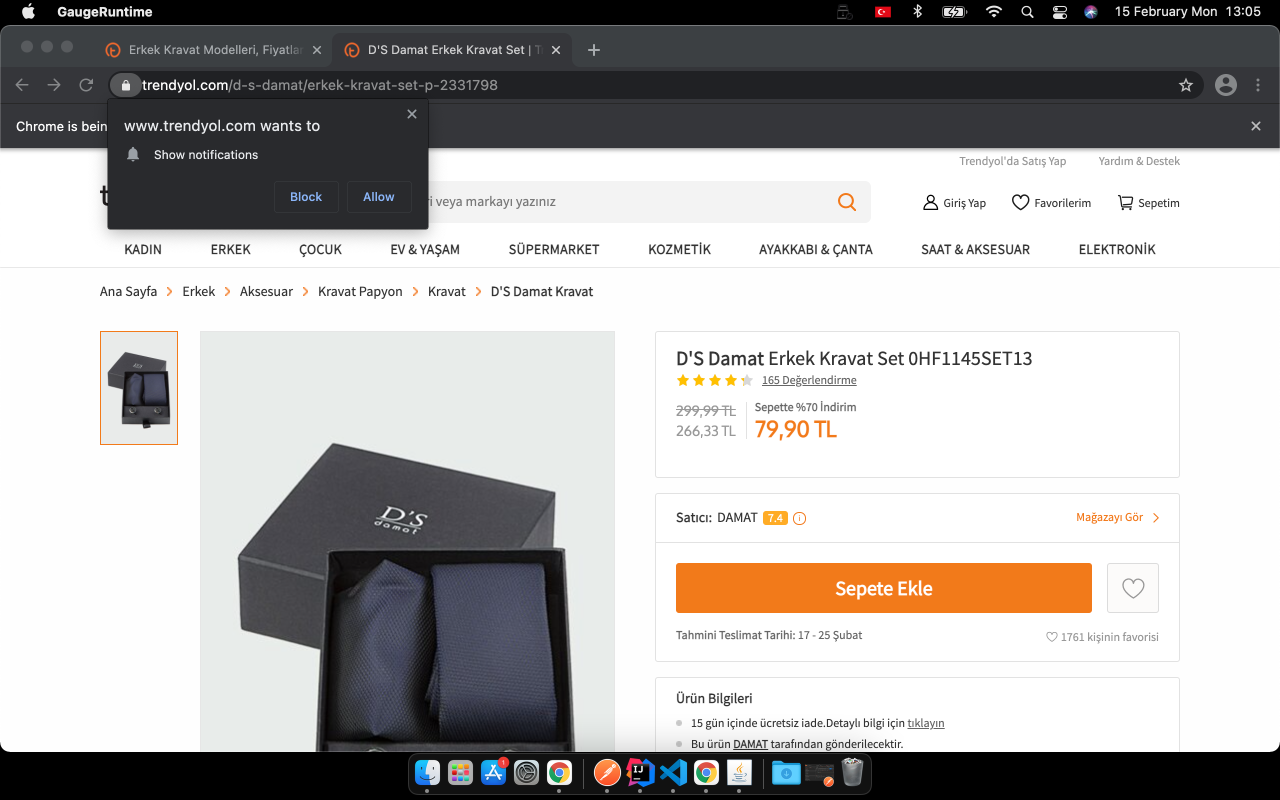 GaugeRuntime
15 February Mon 13:05
Erkek Kravat Modelleri, Fiyatla
D'S Damat Erkek Kravat Set | T
trendyol.com/d-s-damat/erkek-kravat-set-p-2331798
Chrome is bein
www.trendyol.com wants to
Show notifications
Block
Allow
Trendyol'da Satış Yap
Yardım & Destek
veya markayı yazınız
Giriş Yap
Favorilerim
Sepetim
KADIN
ERKEK
ÇOCUK
EV & YAŞAM
SÜPERMARKET
KOZMETİK
AYAKKABI & ÇANTA
SAAT & AKSESUAR
ELEKTRONİK
Ana Sayfa
Erkek
Aksesuar
Kravat Papyon
Kravat
D'S Damat Kravat
D'S Damat Erkek Kravat Set 0HF1145SET13
165 Değerlendirme
299,99 TL
266,33 TL
Sepette %70 İndirim
79,90 TL
D'S
damat
Satıcı: DAMAT 7.4
Mağazayı Gör
Sepete Ekle
Tahmini Teslimat Tarihi: 17 - 25 Şubat
1761 kişinin favorisi
Ürün Bilgileri
15 gün içinde ücretsiz iade.Detaylı bilgi için tıklayın
Bu ürün DAMAT tarafından gönderilecektir.
1
IJ